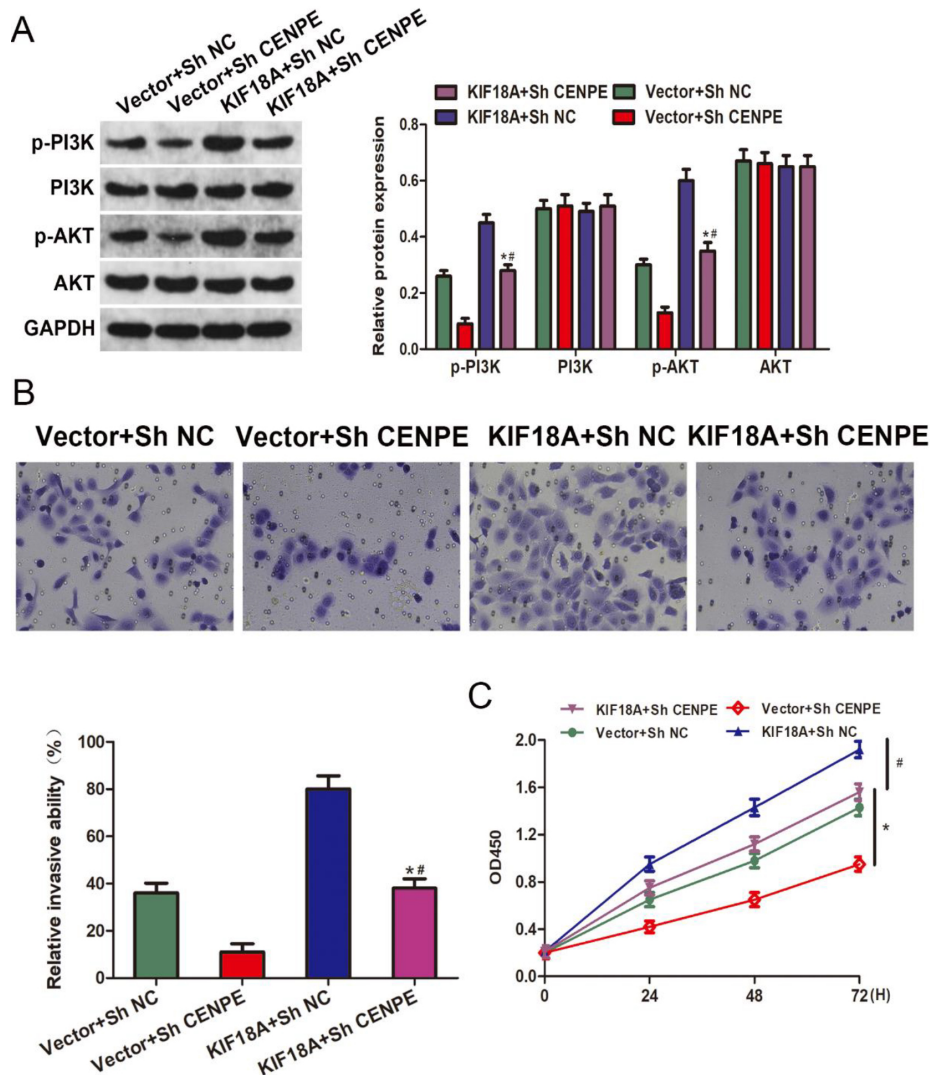 A
Vector+Sh NC
Vector+Sh CENPE
KIF18A+Sh NC
KIF18A+Sh CENPE
p-PI3K
PI3K
p-AKT
AKT
GAPDH
KIF18A+Sh CENPE
Vector+Sh NC
KIF18A+Sh NC
Vector+Sh CENPE
Relative protein expression
0.8
0.6
0.4
0.2
0.0
*#
*#
p-PI3K
PI3K
p-AKT
AKT
B
Vector+Sh NC
Vector+Sh CENPE
KIF18A+Sh NC
KIF18A+Sh CENPE
Relative invasive ability（%）
100
80
60
40
20
0
*#
Vector+Sh NC
Vector+Sh CENPE
KIF18A+Sh NC
KIF18A+Sh CENPE
C
KIF18A+Sh CENPE
Vector+Sh CENPE
Vector+Sh NC
KIF18A+Sh NC
OD450
2.0
1.6
1.2
0.8
0.4
0.0
#
*
0
24
48
72(H)